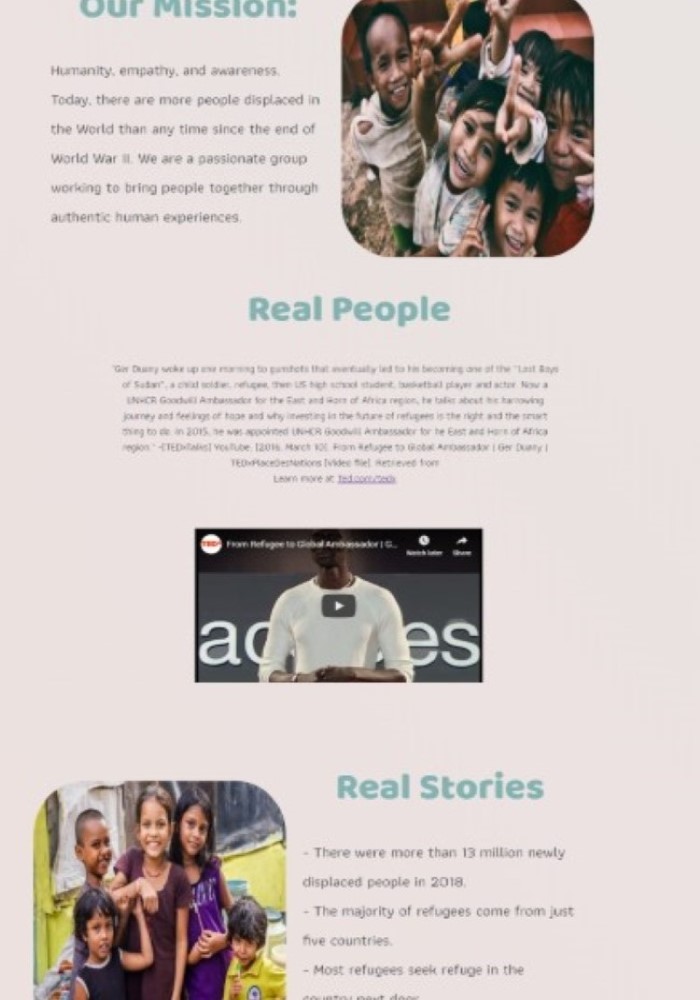 Our Mission:
Humanity, empathy, and awareness.
Today, there are more people displaced in
the World than any time since the end of
World War II. We are a passionate group
working to bring people together through
authentic human experiences.
Real People
"Ger Duany woke up one morning to gunshots that eventually led to his becoming one of the "Lost Boys
of Sudan", a child soldier, refugee, then US high school student, basketball player and actor. Now a
UNHCR Goodwill Ambassador for the East and Horn of Africa region, he talks about his harrowing
journey and feelings of hope and why investing in the future of refugees is the right and the smart
thing to do. In 2015, he was appointed UNHCR Goodwill Ambassador for he East and Horn of Africa
region." -[TEDxTalks] YouTube. [2016, March 10]. From Refugee to Global Ambassador | Ger Duany |
TEDxPlaceDesNations [Video file]. Retrieved from
Learn more at: Ted.com/tedx
TEDx From Refugee to Global Ambassador | G...
Watch later Share
ac es
Real Stories
- There were more than 13 million newly
displaced people in 2018.
- The majority of refugees come from just
five countries.
- Most refugees seek refuge in the
country next door.